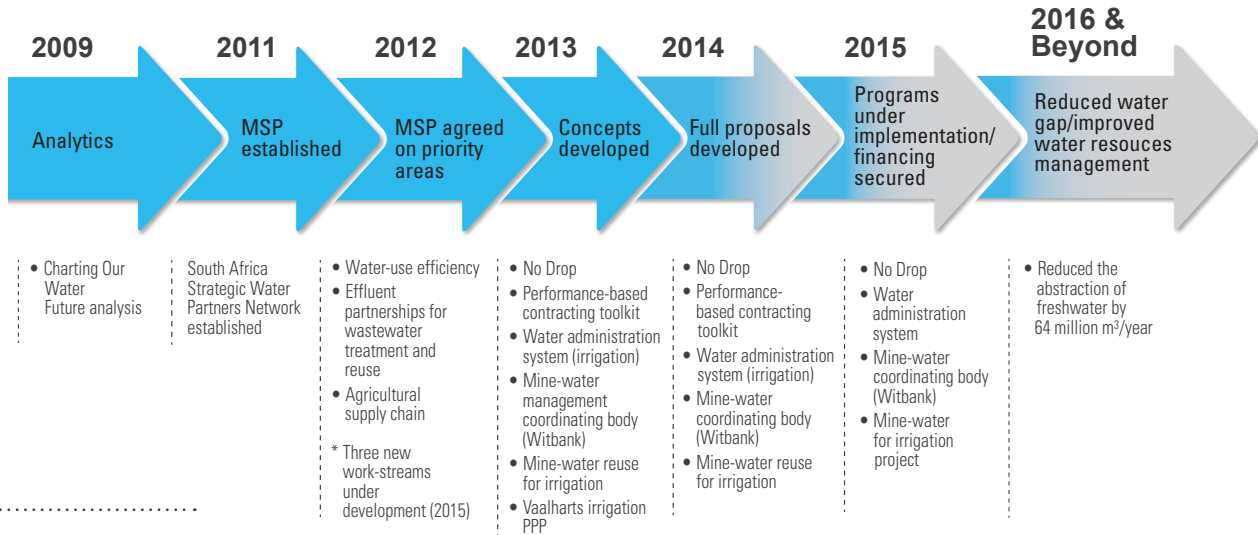 2009
Analytics
• Charting Our
Water
Future analysis
2011
MSP
established
South Africa
Strategic Water
Partners Network
established
2012
MSP agreed
on priority
areas
• Water-use efficiency
• Effluent
partnerships for
wastewater
treatment and
reuse
• Agricultural
supply chain
* Three new
work-streams
under
development (2015)
2013
Concepts
developed
• No Drop
• Performance-based
contracting toolkit
• Water administration
system (irrigation)
• Mine-water
management
coordinating body
(Witbank)
• Mine-water reuse
for irrigation
• Vaalharts irrigation
PPP
2014
Full proposals
developed
• No Drop
• Performance-
based contracting
toolkit
• Water administration
system (irrigation)
• Mine-water
coordinating body
(Witbank)
• Mine-water reuse
for irrigation
2015
Programs
under
implementation/
financing
secured
• No Drop
• Water
administration
system
• Mine-water
coordinating body
(Witbank)
• Mine-water
for irrigation
project
2016 &
Beyond
Reduced water
gap/improved
water resouces
management
• Reduced the
abstraction of
freshwater by
64 million m³/year